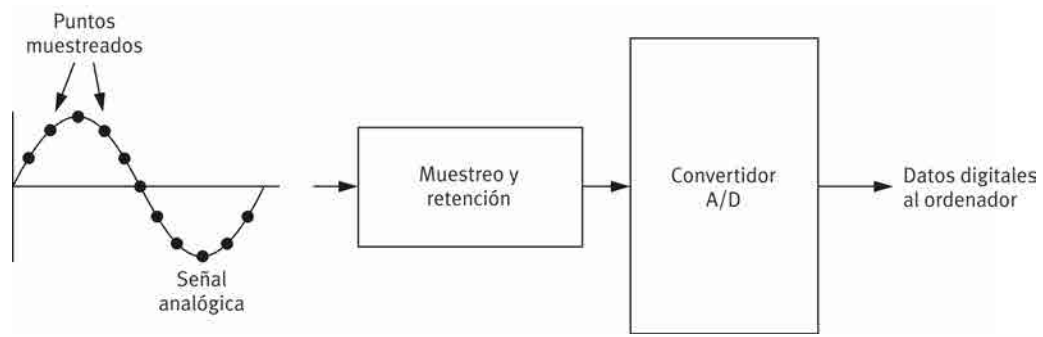 Puntos
muestreados
Señal
analógica
Muestreo y
retención
Convertidor
A/D
Datos digitales
al ordenador